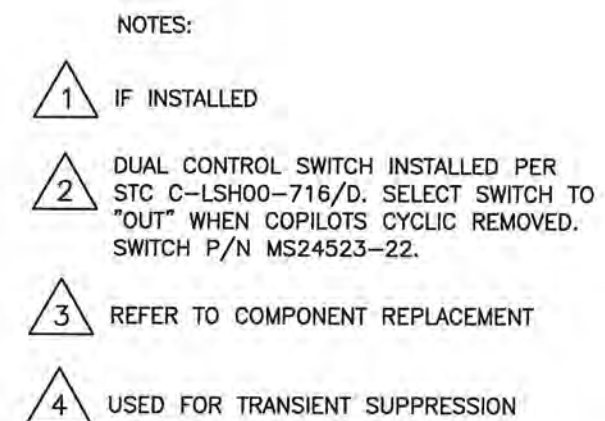 NOTES:
1 IF INSTALLED
2 DUAL CONTROL SWITCH INSTALLED PER
STC C-LSH00-716/D. SELECT SWITCH TO
"OUT" WHEN COPILOTS CYCLIC REMOVED.
SWITCH P/N MS24523-22.
3 REFER TO COMPONENT REPLACEMENT
4 USED FOR TRANSIENT SUPPRESSION